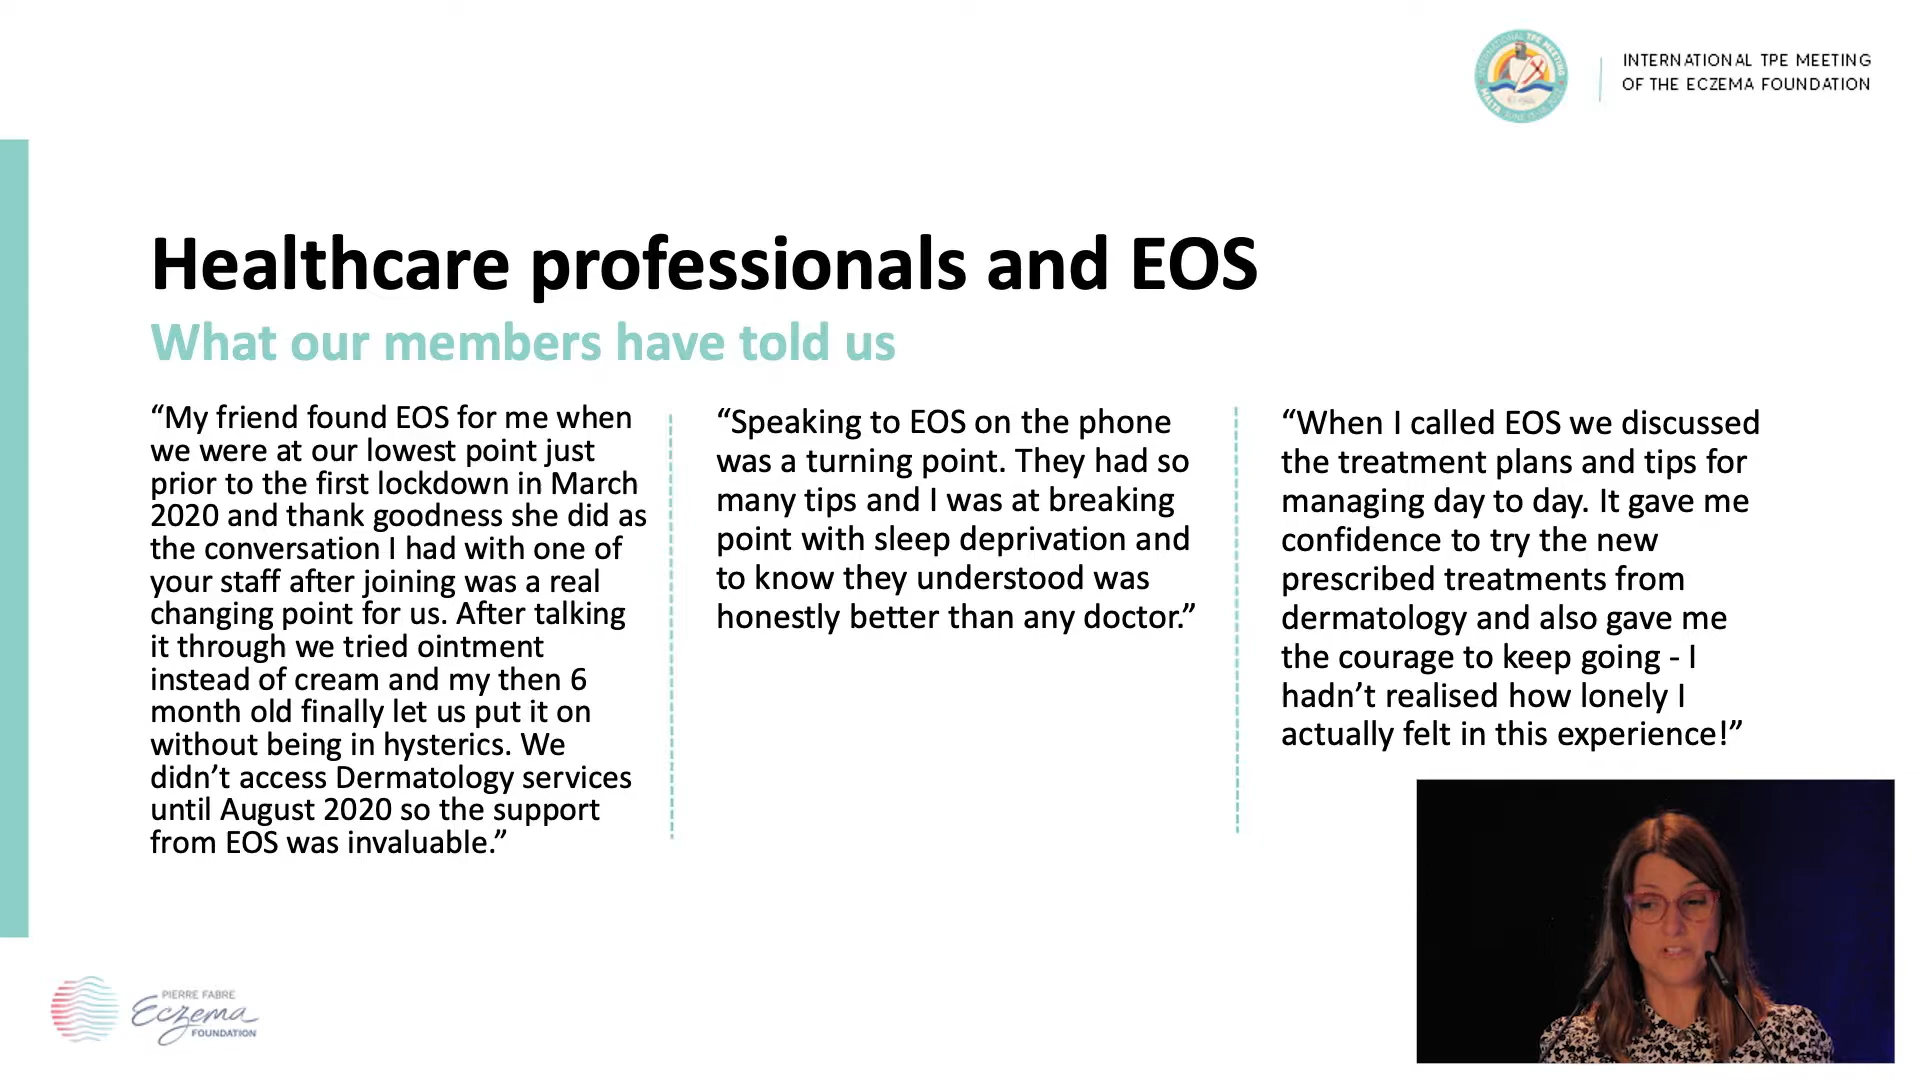 INTERNATIONAL TPE MEETING
OF THE ECZEMA FOUNDATION
INTERNATIONAL TPE MEETING
MALTA
Healthcare professionals and EOS
What our members have told us
“My friend found EOS for me when
we were at our lowest point just
prior to the first lockdown in March
2020 and thank goodness she did as
the conversation I had with one of
your staff after joining was a real
changing point for us. After talking
it through we tried ointment
instead of cream and my then 6
month old finally let us put it on
without being in hysterics. We
didn’t access Dermatology services
until August 2020 so the support
from EOS was invaluable.”
“Speaking to EOS on the phone
was a turning point. They had so
many tips and I was at breaking
point with sleep deprivation and
to know they understood was
honestly better than any doctor.”
“When I called EOS we discussed
the treatment plans and tips for
managing day to day. It gave me
confidence to try the new
prescribed treatments from
dermatology and also gave me
the courage to keep going - I
hadn’t realised how lonely I
actually felt in this experience!”
PIERRE FABRE
Eczema
FOUNDATION